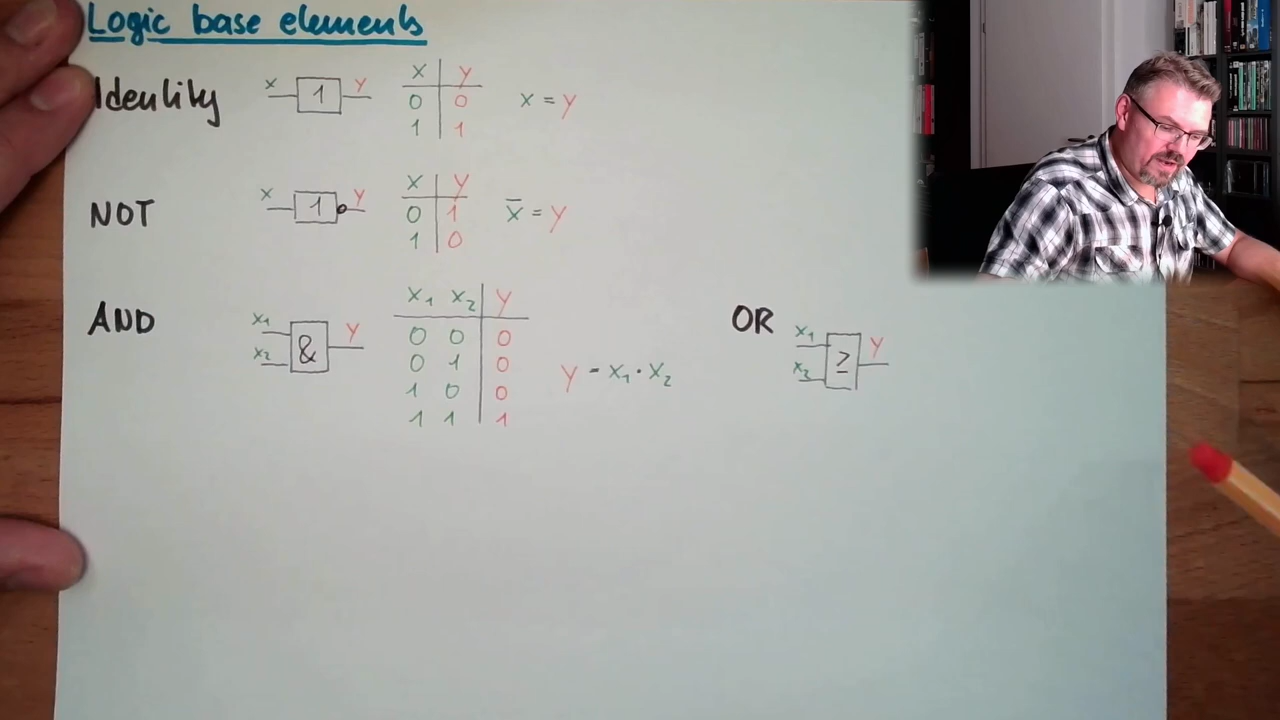 Logic base elements
Identity
x 1 y
x y
0 0
1 1
x = y
NOT
x 1 y
x y
0 1
1 0
x̅ = y
AND
x₁
x₂
& y
x₁ x₂ y
0 0 0
0 1 0
1 0 0
1 1 1
y = x₁ · x₂
OR
x₁
x₂
≥ y